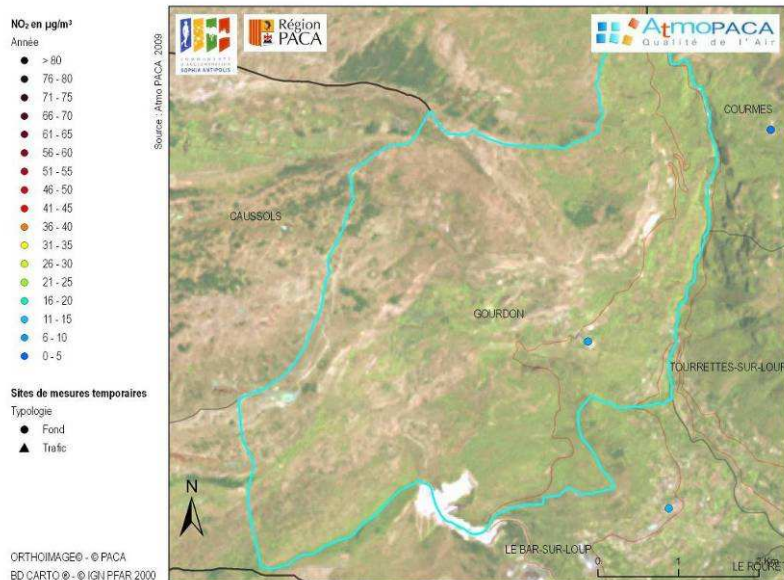 NO₂ en µg/m³
Année
> 80
76 - 80
71 - 75
66 - 70
61 - 65
56 - 60
51 - 55
46 - 50
41 - 45
36 - 40
31 - 35
26 - 30
21 - 25
16 - 20
11 - 15
6 - 10
0 - 5
Sites de mesures temporaires
Typologie
Fond
Trafic
N
ORTHOIMAGE© - © PACA
BD CARTO ® - © IGN PFAR 2000
Source : Atmo PACA 2009
SOPHIA ANTIPOLIS
Région
PACA
AtmoPACA
Qualité de l'Air
COURMES
CAUSSOLS
GOURDON
TOURRETTES-SUR-LOUP
LE BAR-SUR-LOUP
LE ROURE
0 1 2 Km